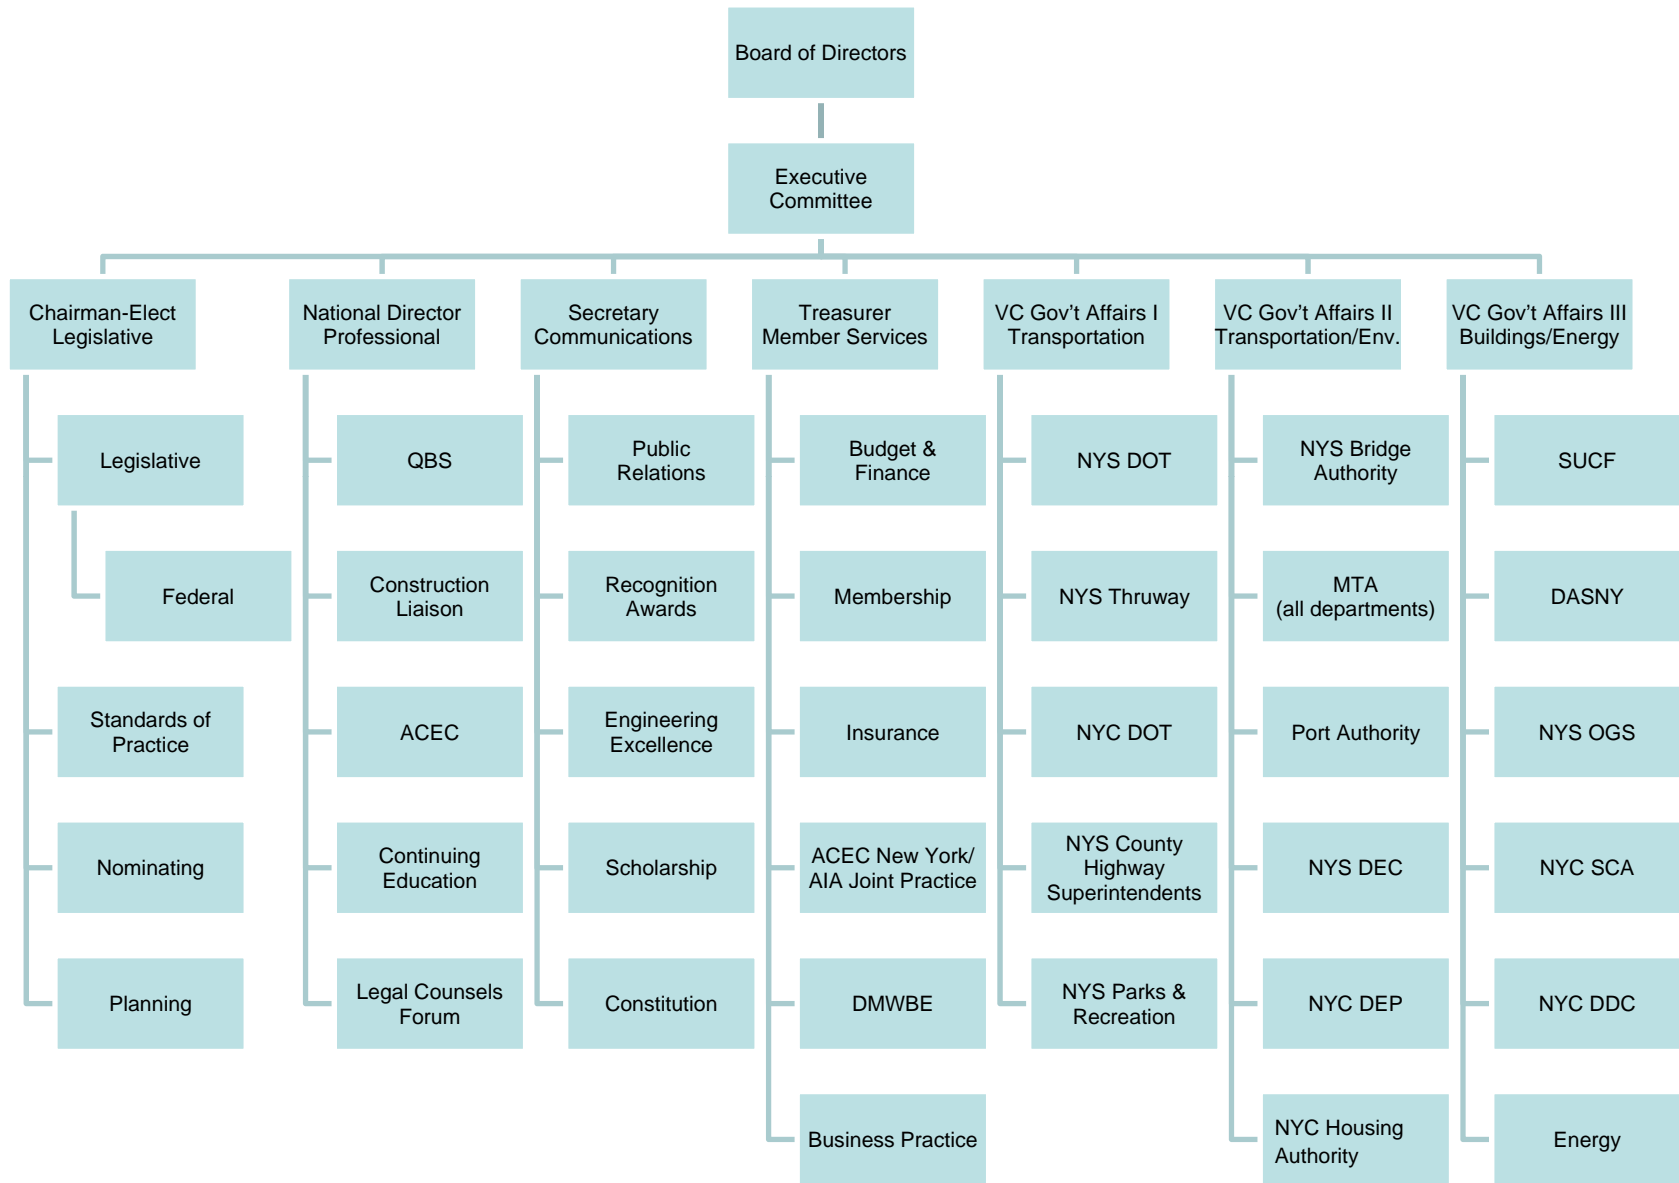 Board of Directors
Executive
Committee
Chairman-Elect
Legislative
National Director
Professional
Secretary
Communications
Treasurer
Member Services
VC Gov't Affairs I
Transportation
VC Gov't Affairs II
Transportation/Env.
VC Gov't Affairs III
Buildings/Energy
Legislative
QBS
Public
Relations
Budget &
Finance
NYS DOT
NYS Bridge
Authority
SUCF
Federal
Construction
Liaison
Recognition
Awards
Membership
NYS Thruway
MTA
(all departments)
DASNY
Standards of
Practice
ACEC
Engineering
Excellence
Insurance
NYC DOT
Port Authority
NYS OGS
Nominating
Continuing
Education
Scholarship
ACEC New York/
AIA Joint Practice
NYS County
Highway
Superintendents
NYS DEC
NYC SCA
Planning
Legal Counsels
Forum
Constitution
DMWBE
NYS Parks &
Recreation
NYC DEP
NYC DDC
Business Practice
NYC Housing
Authority
Energy